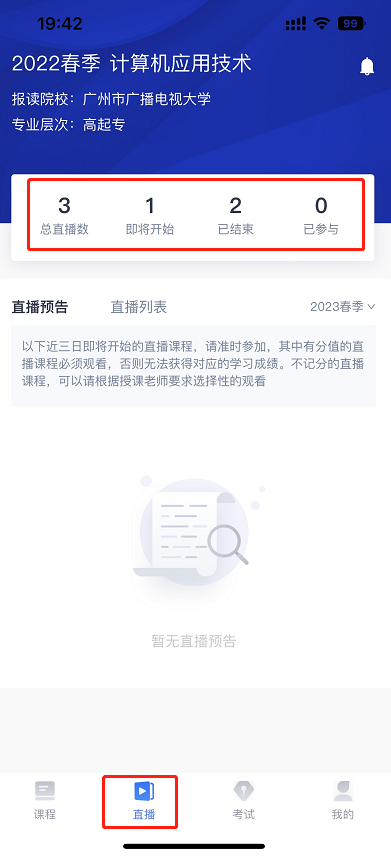 19:42
99
2022春季 计算机应用技术
报读院校：广州市广播电视大学
专业层次：高起专
3 1 2 0
总直播数 即将开始 已结束 已参与
直播预告 直播列表 2023春季
以下近三日即将开始的直播课程，请准时参加，其中有分值的直
播课程必须观看，否则无法获得对应的学习成绩。不记分的直播
课程，可以请根据授课老师要求选择性的观看
暂无直播预告
课程 直播 考试 我的